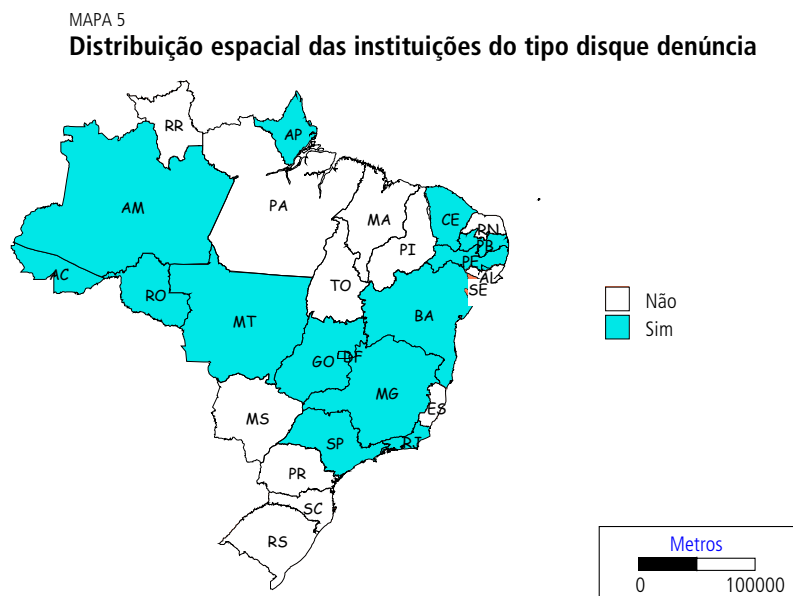 MAPA 5
Distribuição espacial das instituições do tipo disque denúncia
RR
AP
AM
PA
MA
CE
RN
PB
PI
PE
AL
SE
AC
RO
TO
BA
MT
GO
DF
MG
ES
MS
SP
RJ
PR
SC
RS
Não
Sim
Metros
0 100000